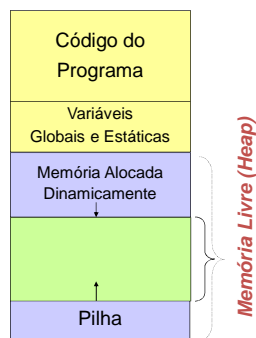 Código do
Programa
Variáveis
Globais e Estáticas
Memória Alocada
Dinamicamente
Pilha
Memória Livre (Heap)